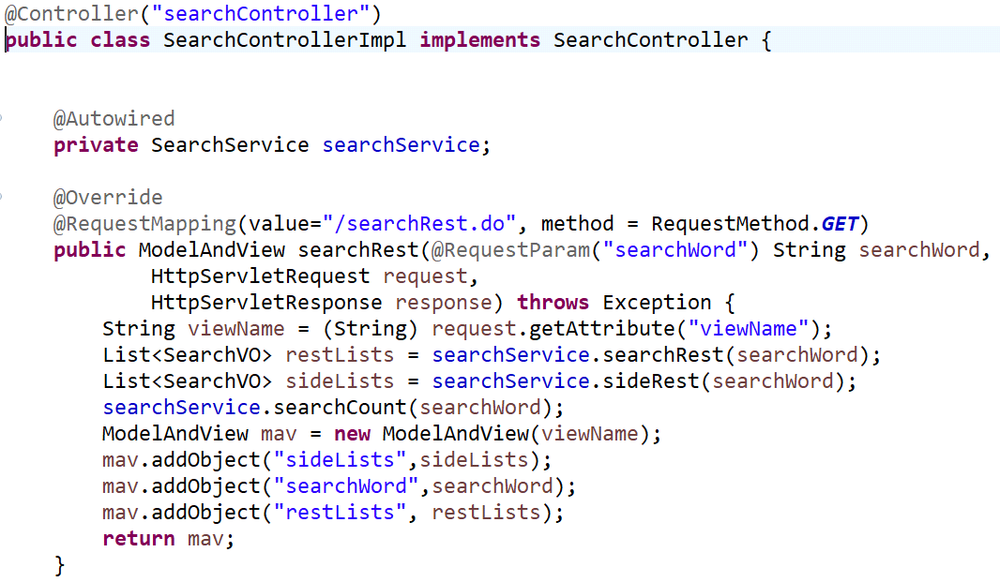 @Controller("searchController")
public class SearchControllerImpl implements SearchController {
@Autowired
private SearchService searchService;
@Override
@RequestMapping(value="/searchRest.do", method = RequestMethod.GET)
public ModelAndView searchRest(@RequestParam("searchWord") String searchWord,
HttpServletRequest request,
HttpServletResponse response) throws Exception {
String viewName = (String) request.getAttribute("viewName");
List<SearchVO> restLists = searchService.searchRest(searchWord);
List<SearchVO> sideLists = searchService.sideRest(searchWord);
searchService.searchCount(searchWord);
ModelAndView mav = new ModelAndView(viewName);
mav.addObject("sideLists",sideLists);
mav.addObject("searchWord",searchWord);
mav.addObject("restLists", restLists);
return mav;
}